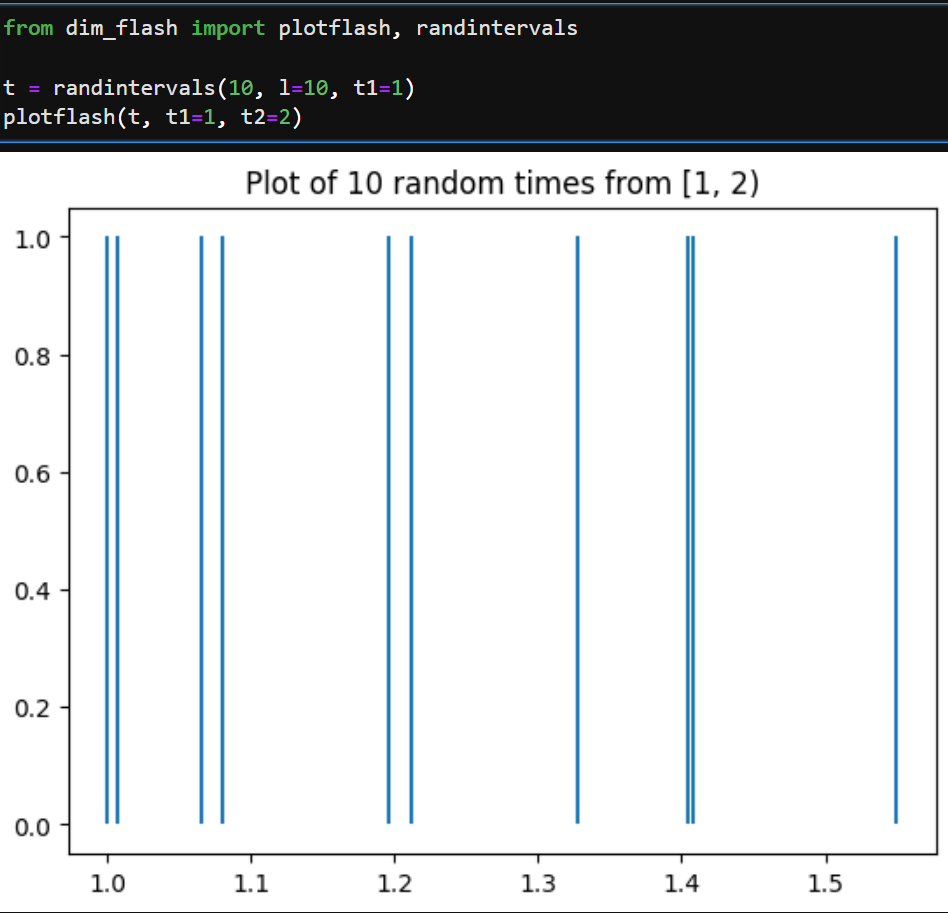 from dim_flash import plotflash, randintervals
t = randintervals(10, l=10, t1=1)
plotflash(t, t1=1, t2=2)
Plot of 10 random times from [1, 2)
1.0
0.8
0.6
0.4
0.2
0.0
1.0 1.1 1.2 1.3 1.4 1.5